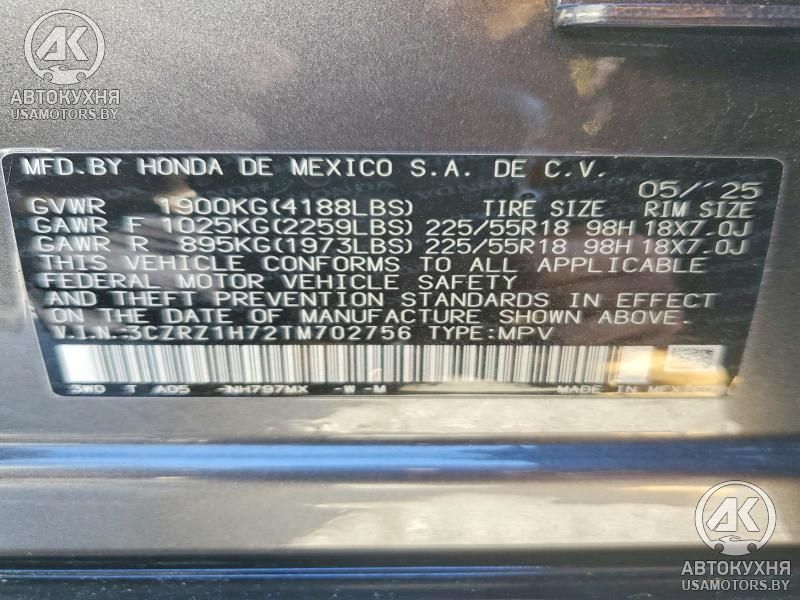 AK
АВТОКУХНЯ
USAMOTORS.BY
MFD.BY HONDA DE MEXICO S.A. DE C.V.
05/'25
GVWR 1900KG(4188LBS) TIRE SIZE RIM SIZE
GAWR F 1025KG(2259LBS) 225/55R18 98H 18X7.0J
GAWR R 895KG(1973LBS) 225/55R18 98H 18X7.0J
THIS VEHICLE CONFORMS TO ALL APPLICABLE
FEDERAL MOTOR VEHICLE SAFETY
AND THEFT PREVENTION STANDARDS IN EFFECT
ON THE DATE OF MANUFACTURE SHOWN ABOVE.
V.I.N.:3CZRZ1H72TM702756 TYPE:MPV
3W0 T A05 NH797MX -W-M MADE IN MEXICO
AK
АВТОКУХНЯ
USAMOTORS.BY